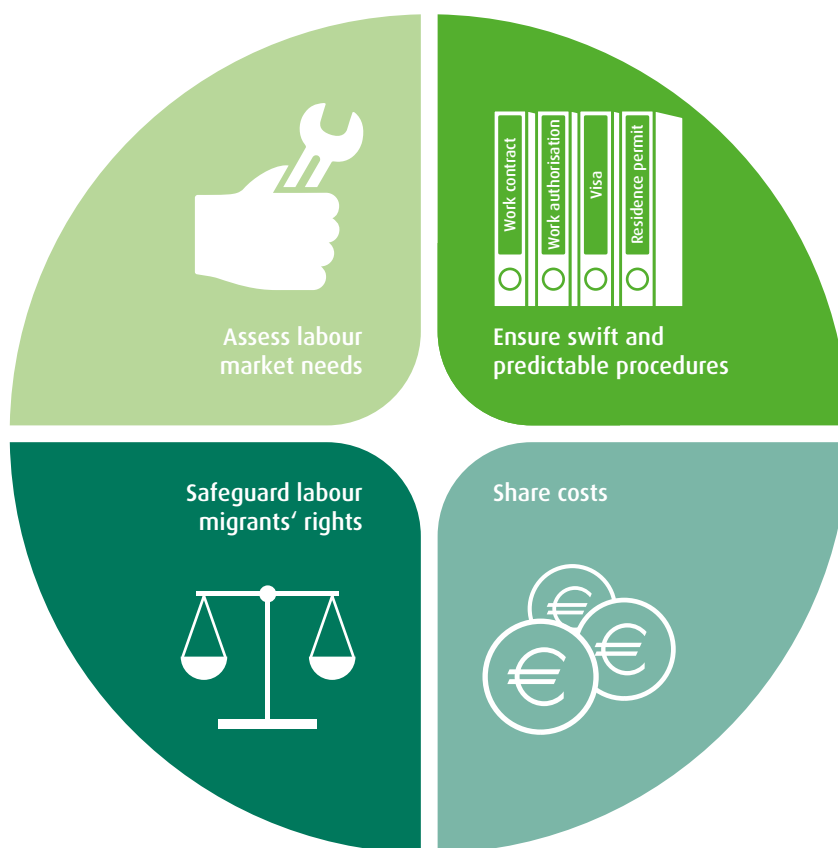 Assess labour
market needs
Work contract
Work authorisation
Visa
Residence permit
Ensure swift and
predictable procedures
Safeguard labour
migrants‘ rights
Share costs
€
€
€